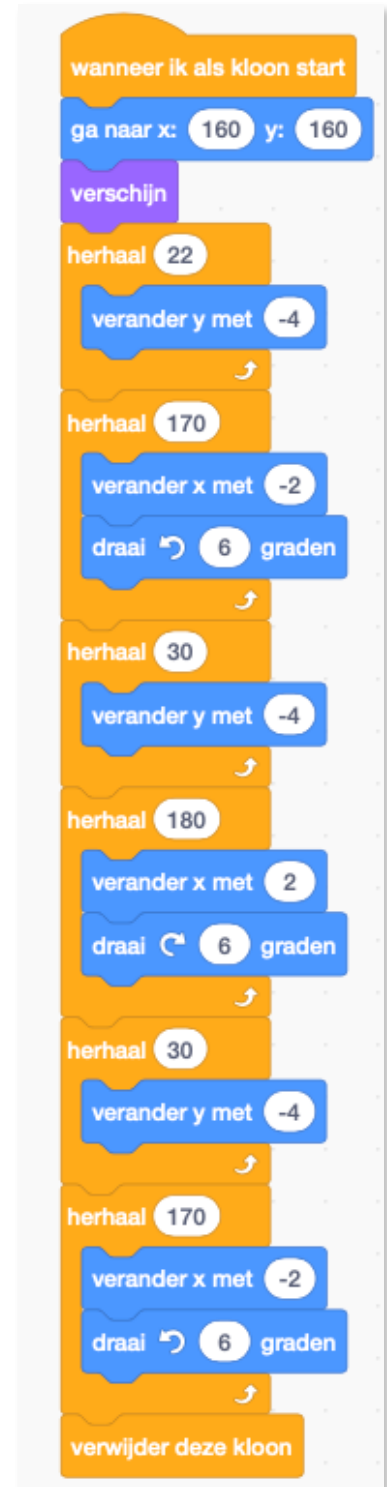 wanneer ik als kloon start
ga naar x: 160 y: 160
verschijn
herhaal 22
verander y met -4
herhaal 170
verander x met -2
draai 6 graden
herhaal 30
verander y met -4
herhaal 180
verander x met 2
draai 6 graden
herhaal 30
verander y met -4
herhaal 170
verander x met -2
draai 6 graden
verwijder deze kloon